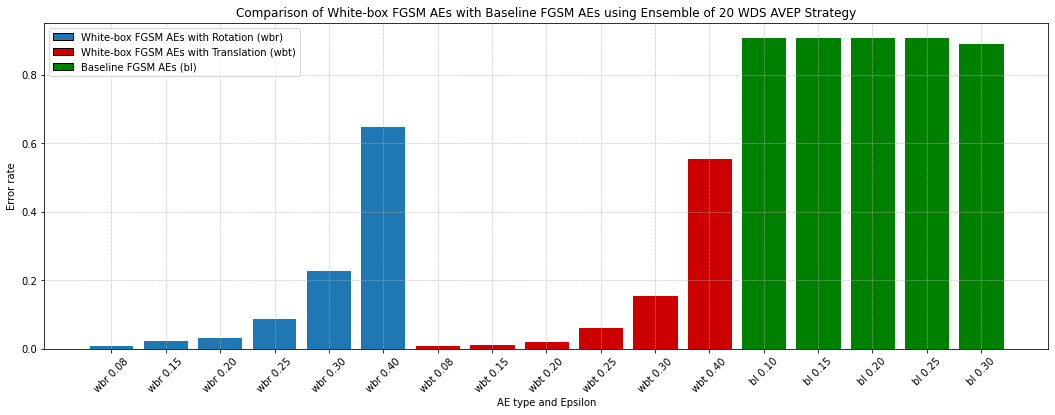 Comparison of White-box FGSM AEs with Baseline FGSM AEs using Ensemble of 20 WDS AVEP Strategy
White-box FGSM AEs with Rotation (wbr)
White-box FGSM AEs with Translation (wbt)
Baseline FGSM AEs (bl)
Error rate
0.8
0.6
0.4
0.2
0.0
wbr 0.08
wbr 0.15
wbr 0.20
wbr 0.25
wbr 0.30
wbr 0.40
wbt 0.08
wbt 0.15
wbt 0.20
wbt 0.25
wbt 0.30
wbt 0.40
bl 0.10
bl 0.15
bl 0.20
bl 0.25
bl 0.30
AE type and Epsilon